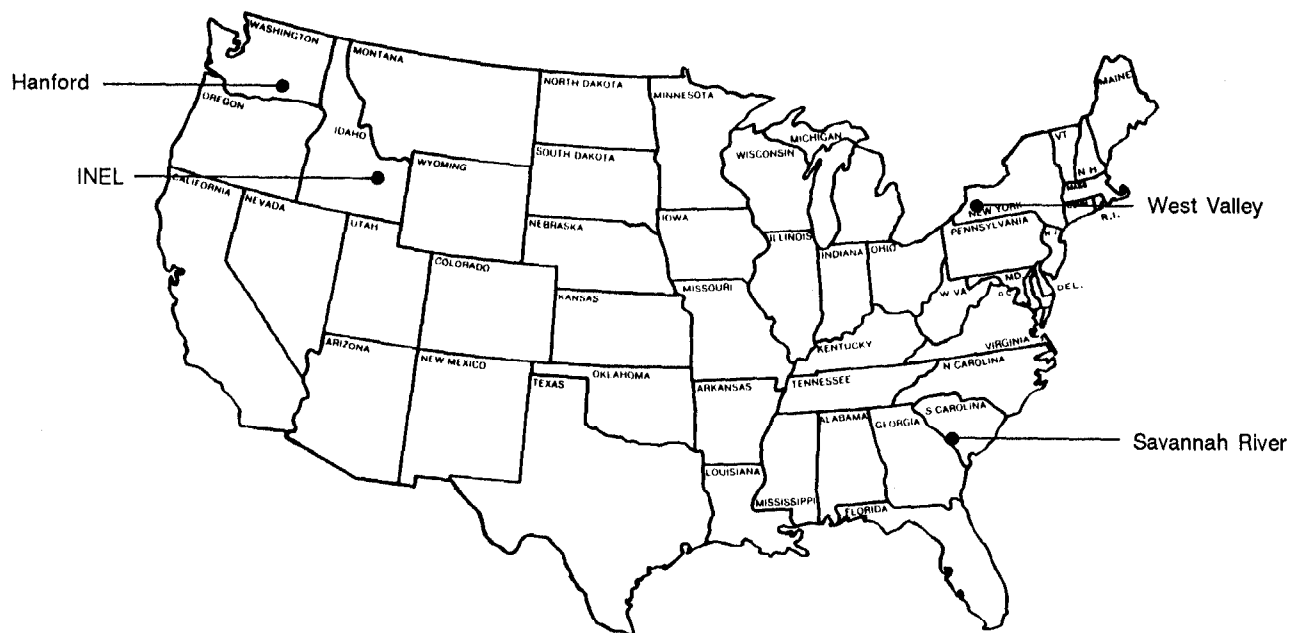 WASHINGTON
MONTANA
Hanford
NORTH DAKOTA
MINNESOTA
MAINE
OREGON
IDAHO
VT
MICHIGAN
WISCONSIN
SOUTH DAKOTA
WYOMING
N H
INEL
CALIFORNIA
MASS
NEVADA
NEW YORK
West Valley
R.I.
UTAH
NEBRASKA
IOWA
PENNSYLVANIA
ILLINOIS
INDIANA
OHIO
COLORADO
MD
DEL.
W VA
KANSAS
MISSOURI
ARIZONA
NEW MEXICO
KENTUCKY
VIRGINIA
N CAROLINA
TEXAS
OKLAHOMA
ARKANSAS
TENNESSEE
S CAROLINA
ALABAMA
GEORGIA
Savannah River
LOUISIANA
MISSISSIPPI
FLORIDA